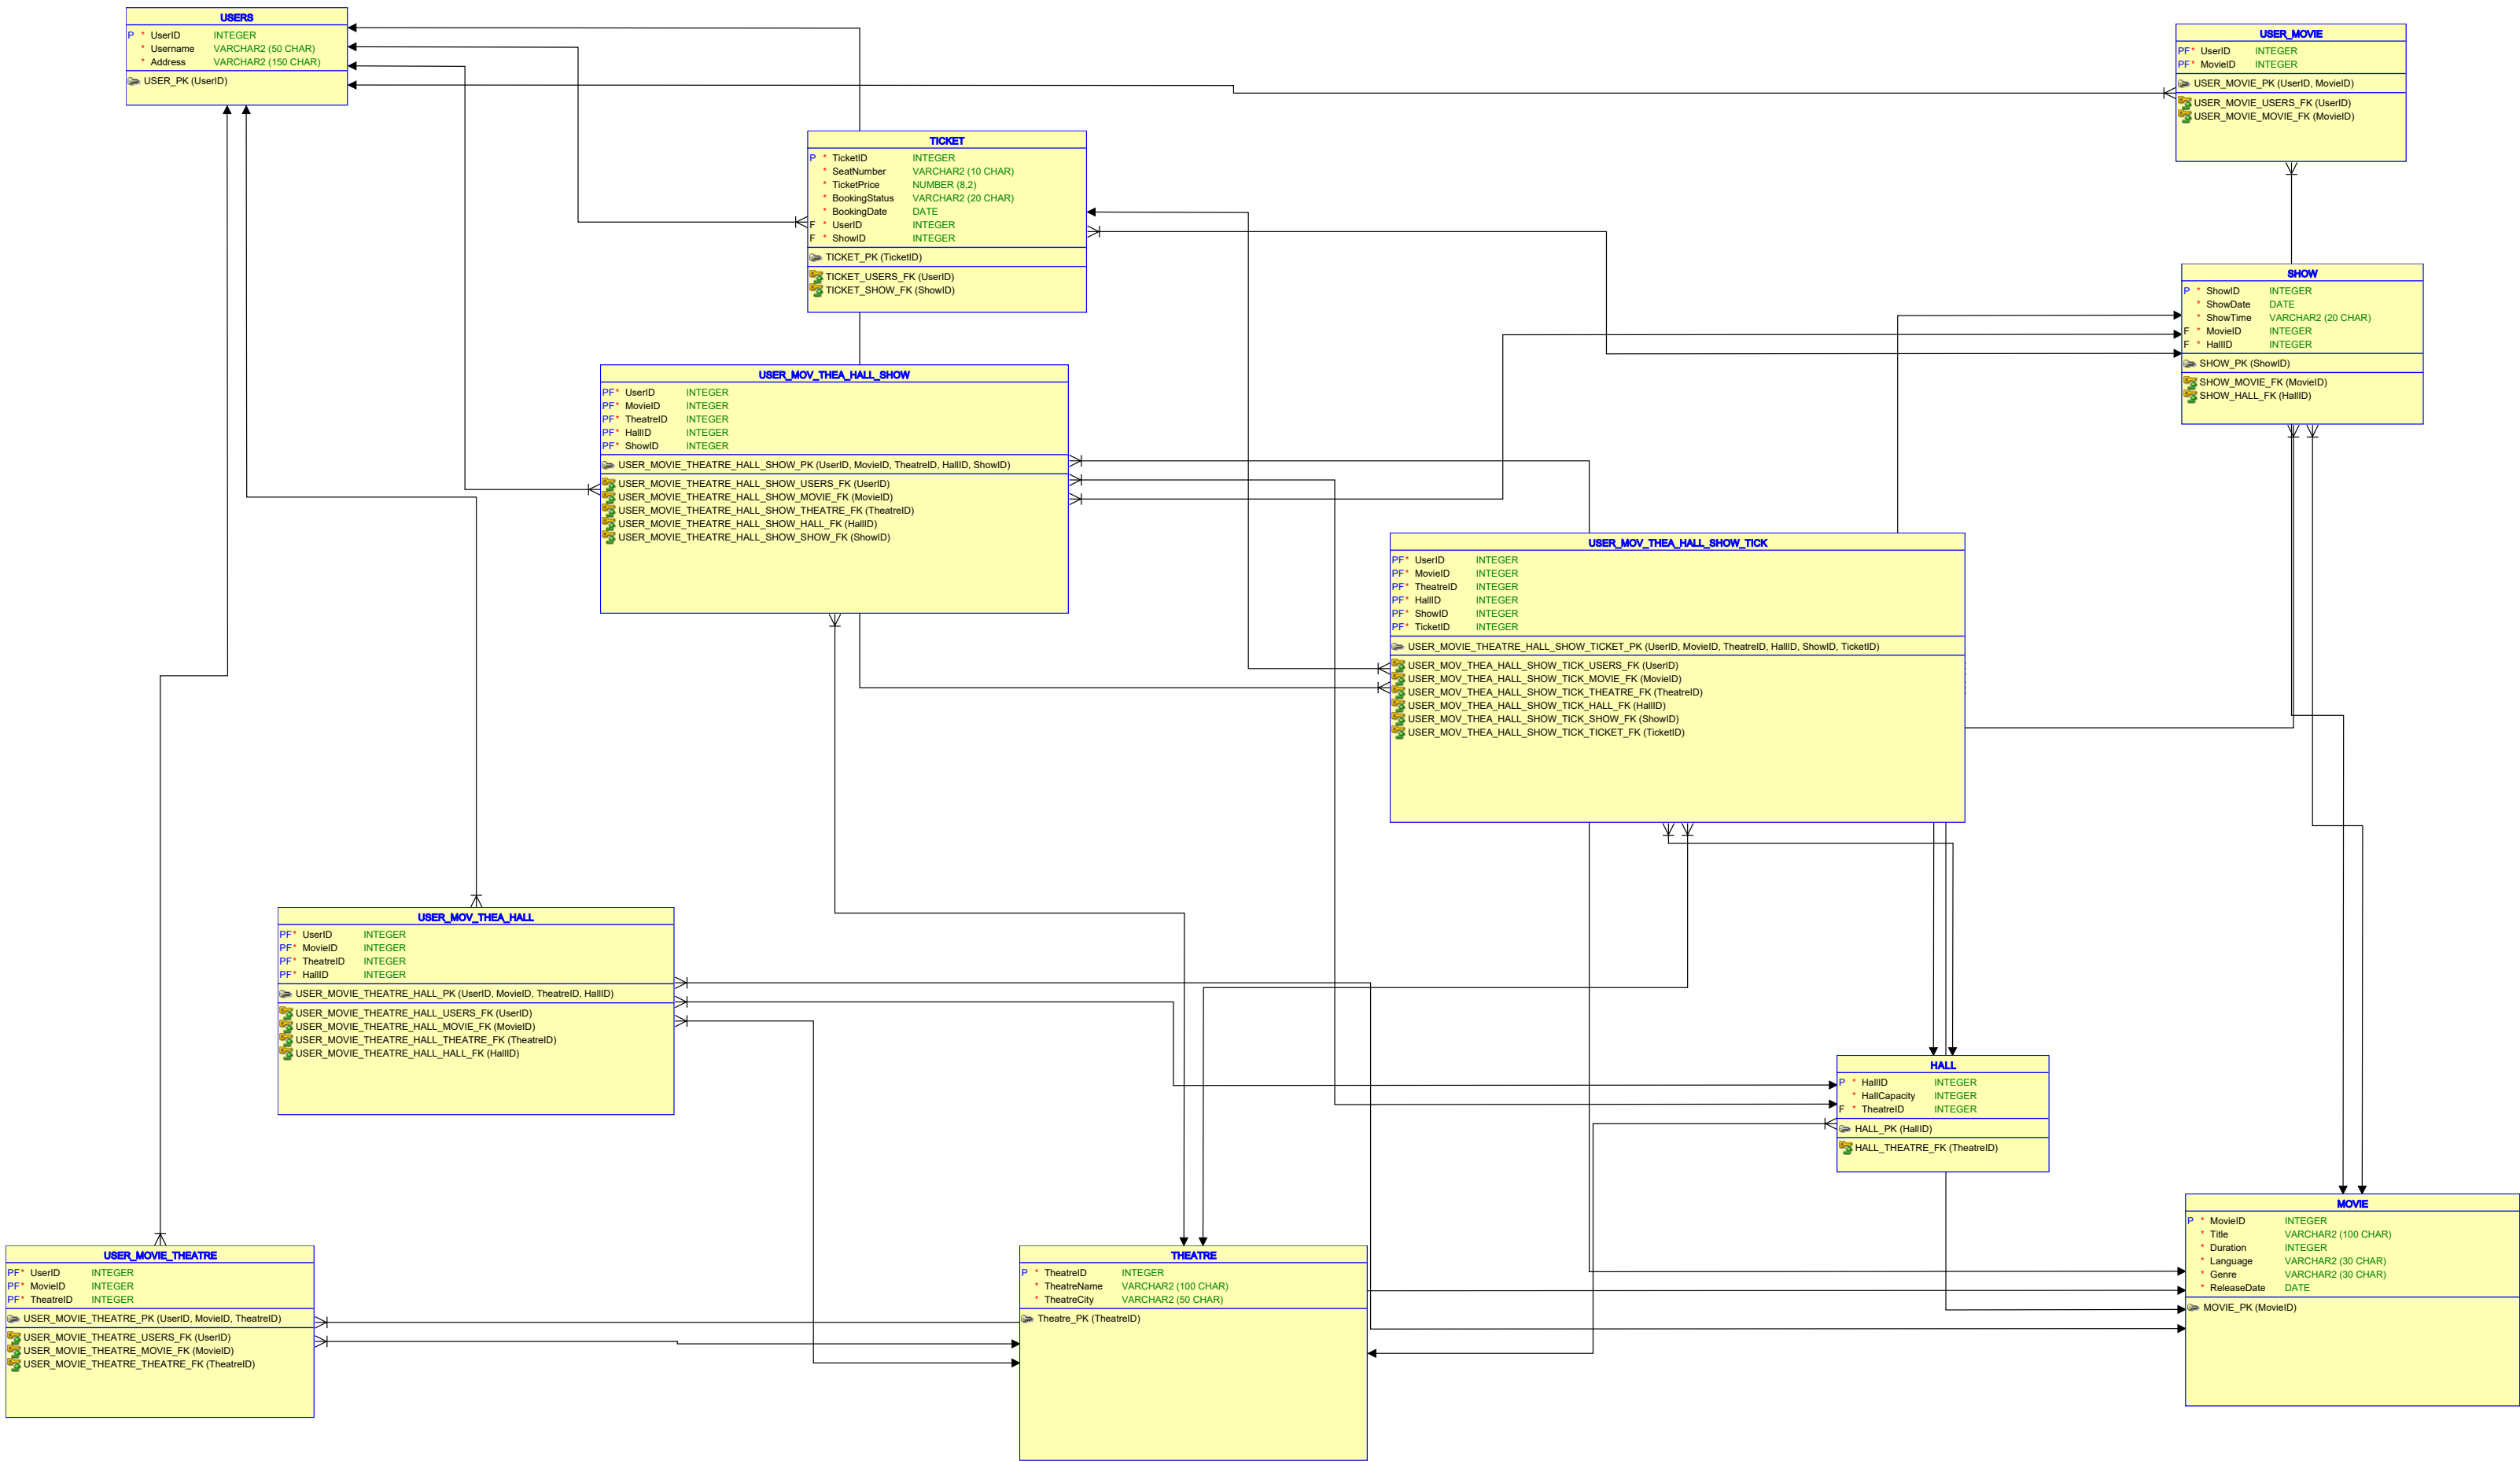 USERS
P * UserID INTEGER
* Username VARCHAR2 (50 CHAR)
* Address VARCHAR2 (150 CHAR)
USER_PK (UserID)
USER_MOVIE
PF* UserID INTEGER
PF* MovieID INTEGER
USER_MOVIE_PK (UserID, MovieID)
USER_MOVIE_USERS_FK (UserID)
USER_MOVIE_MOVIE_FK (MovieID)
TICKET
P * TicketID INTEGER
* SeatNumber VARCHAR2 (10 CHAR)
* TicketPrice NUMBER (8,2)
* BookingStatus VARCHAR2 (20 CHAR)
* BookingDate DATE
F * UserID INTEGER
F * ShowID INTEGER
TICKET_PK (TicketID)
TICKET_USERS_FK (UserID)
TICKET_SHOW_FK (ShowID)
SHOW
P * ShowID INTEGER
* ShowDate DATE
* ShowTime VARCHAR2 (20 CHAR)
F * MovieID INTEGER
F * HallID INTEGER
SHOW_PK (ShowID)
SHOW_MOVIE_FK (MovieID)
SHOW_HALL_FK (HallID)
USER_MOV_THEA_HALL_SHOW
PF* UserID INTEGER
PF* MovieID INTEGER
PF* TheatreID INTEGER
PF* HallID INTEGER
PF* ShowID INTEGER
USER_MOVIE_THEATRE_HALL_SHOW_PK (UserID, MovieID, TheatreID, HallID, ShowID)
USER_MOVIE_THEATRE_HALL_SHOW_USERS_FK (UserID)
USER_MOVIE_THEATRE_HALL_SHOW_MOVIE_FK (MovieID)
USER_MOVIE_THEATRE_HALL_SHOW_THEATRE_FK (TheatreID)
USER_MOVIE_THEATRE_HALL_SHOW_HALL_FK (HallID)
USER_MOVIE_THEATRE_HALL_SHOW_SHOW_FK (ShowID)
USER_MOV_THEA_HALL_SHOW_TICK
PF* UserID INTEGER
PF* MovieID INTEGER
PF* TheatreID INTEGER
PF* HallID INTEGER
PF* ShowID INTEGER
PF* TicketID INTEGER
USER_MOVIE_THEATRE_HALL_SHOW_TICKET_PK (UserID, MovieID, TheatreID, HallID, ShowID, TicketID)
USER_MOV_THEA_HALL_SHOW_TICK_USERS_FK (UserID)
USER_MOV_THEA_HALL_SHOW_TICK_MOVIE_FK (MovieID)
USER_MOV_THEA_HALL_SHOW_TICK_THEATRE_FK (TheatreID)
USER_MOV_THEA_HALL_SHOW_TICK_HALL_FK (HallID)
USER_MOV_THEA_HALL_SHOW_TICK_SHOW_FK (ShowID)
USER_MOV_THEA_HALL_SHOW_TICK_TICKET_FK (TicketID)
USER_MOV_THEA_HALL
PF* UserID INTEGER
PF* MovieID INTEGER
PF* TheatreID INTEGER
PF* HallID INTEGER
USER_MOVIE_THEATRE_HALL_PK (UserID, MovieID, TheatreID, HallID)
USER_MOVIE_THEATRE_HALL_USERS_FK (UserID)
USER_MOVIE_THEATRE_HALL_MOVIE_FK (MovieID)
USER_MOVIE_THEATRE_HALL_THEATRE_FK (TheatreID)
USER_MOVIE_THEATRE_HALL_HALL_FK (HallID)
HALL
P * HallID INTEGER
* HallCapacity INTEGER
F * TheatreID INTEGER
HALL_PK (HallID)
HALL_THEATRE_FK (TheatreID)
MOVIE
P * MovieID INTEGER
* Title VARCHAR2 (100 CHAR)
* Duration INTEGER
* Language VARCHAR2 (30 CHAR)
* Genre VARCHAR2 (30 CHAR)
* ReleaseDate DATE
MOVIE_PK (MovieID)
USER_MOVIE_THEATRE
PF* UserID INTEGER
PF* MovieID INTEGER
PF* TheatreID INTEGER
USER_MOVIE_THEATRE_PK (UserID, MovieID, TheatreID)
USER_MOVIE_THEATRE_USERS_FK (UserID)
USER_MOVIE_THEATRE_MOVIE_FK (MovieID)
USER_MOVIE_THEATRE_THEATRE_FK (TheatreID)
THEATRE
P * TheatreID INTEGER
* TheatreName VARCHAR2 (100 CHAR)
* TheatreCity VARCHAR2 (50 CHAR)
Theatre_PK (TheatreID)